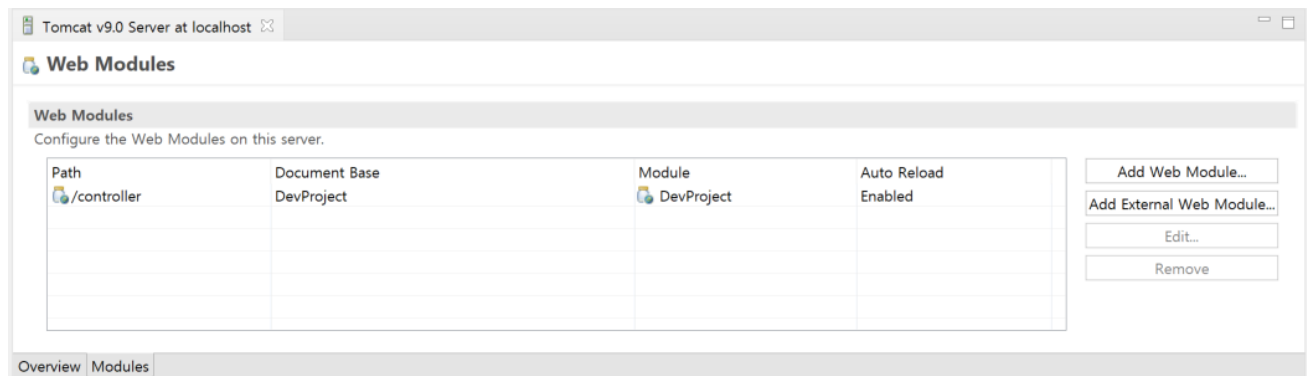 Tomcat v9.0 Server at localhost
Web Modules
Web Modules
Configure the Web Modules on this server.
Path Document Base Module Auto Reload
/controller DevProject DevProject Enabled
Add Web Module...
Add External Web Module...
Edit...
Remove
Overview Modules